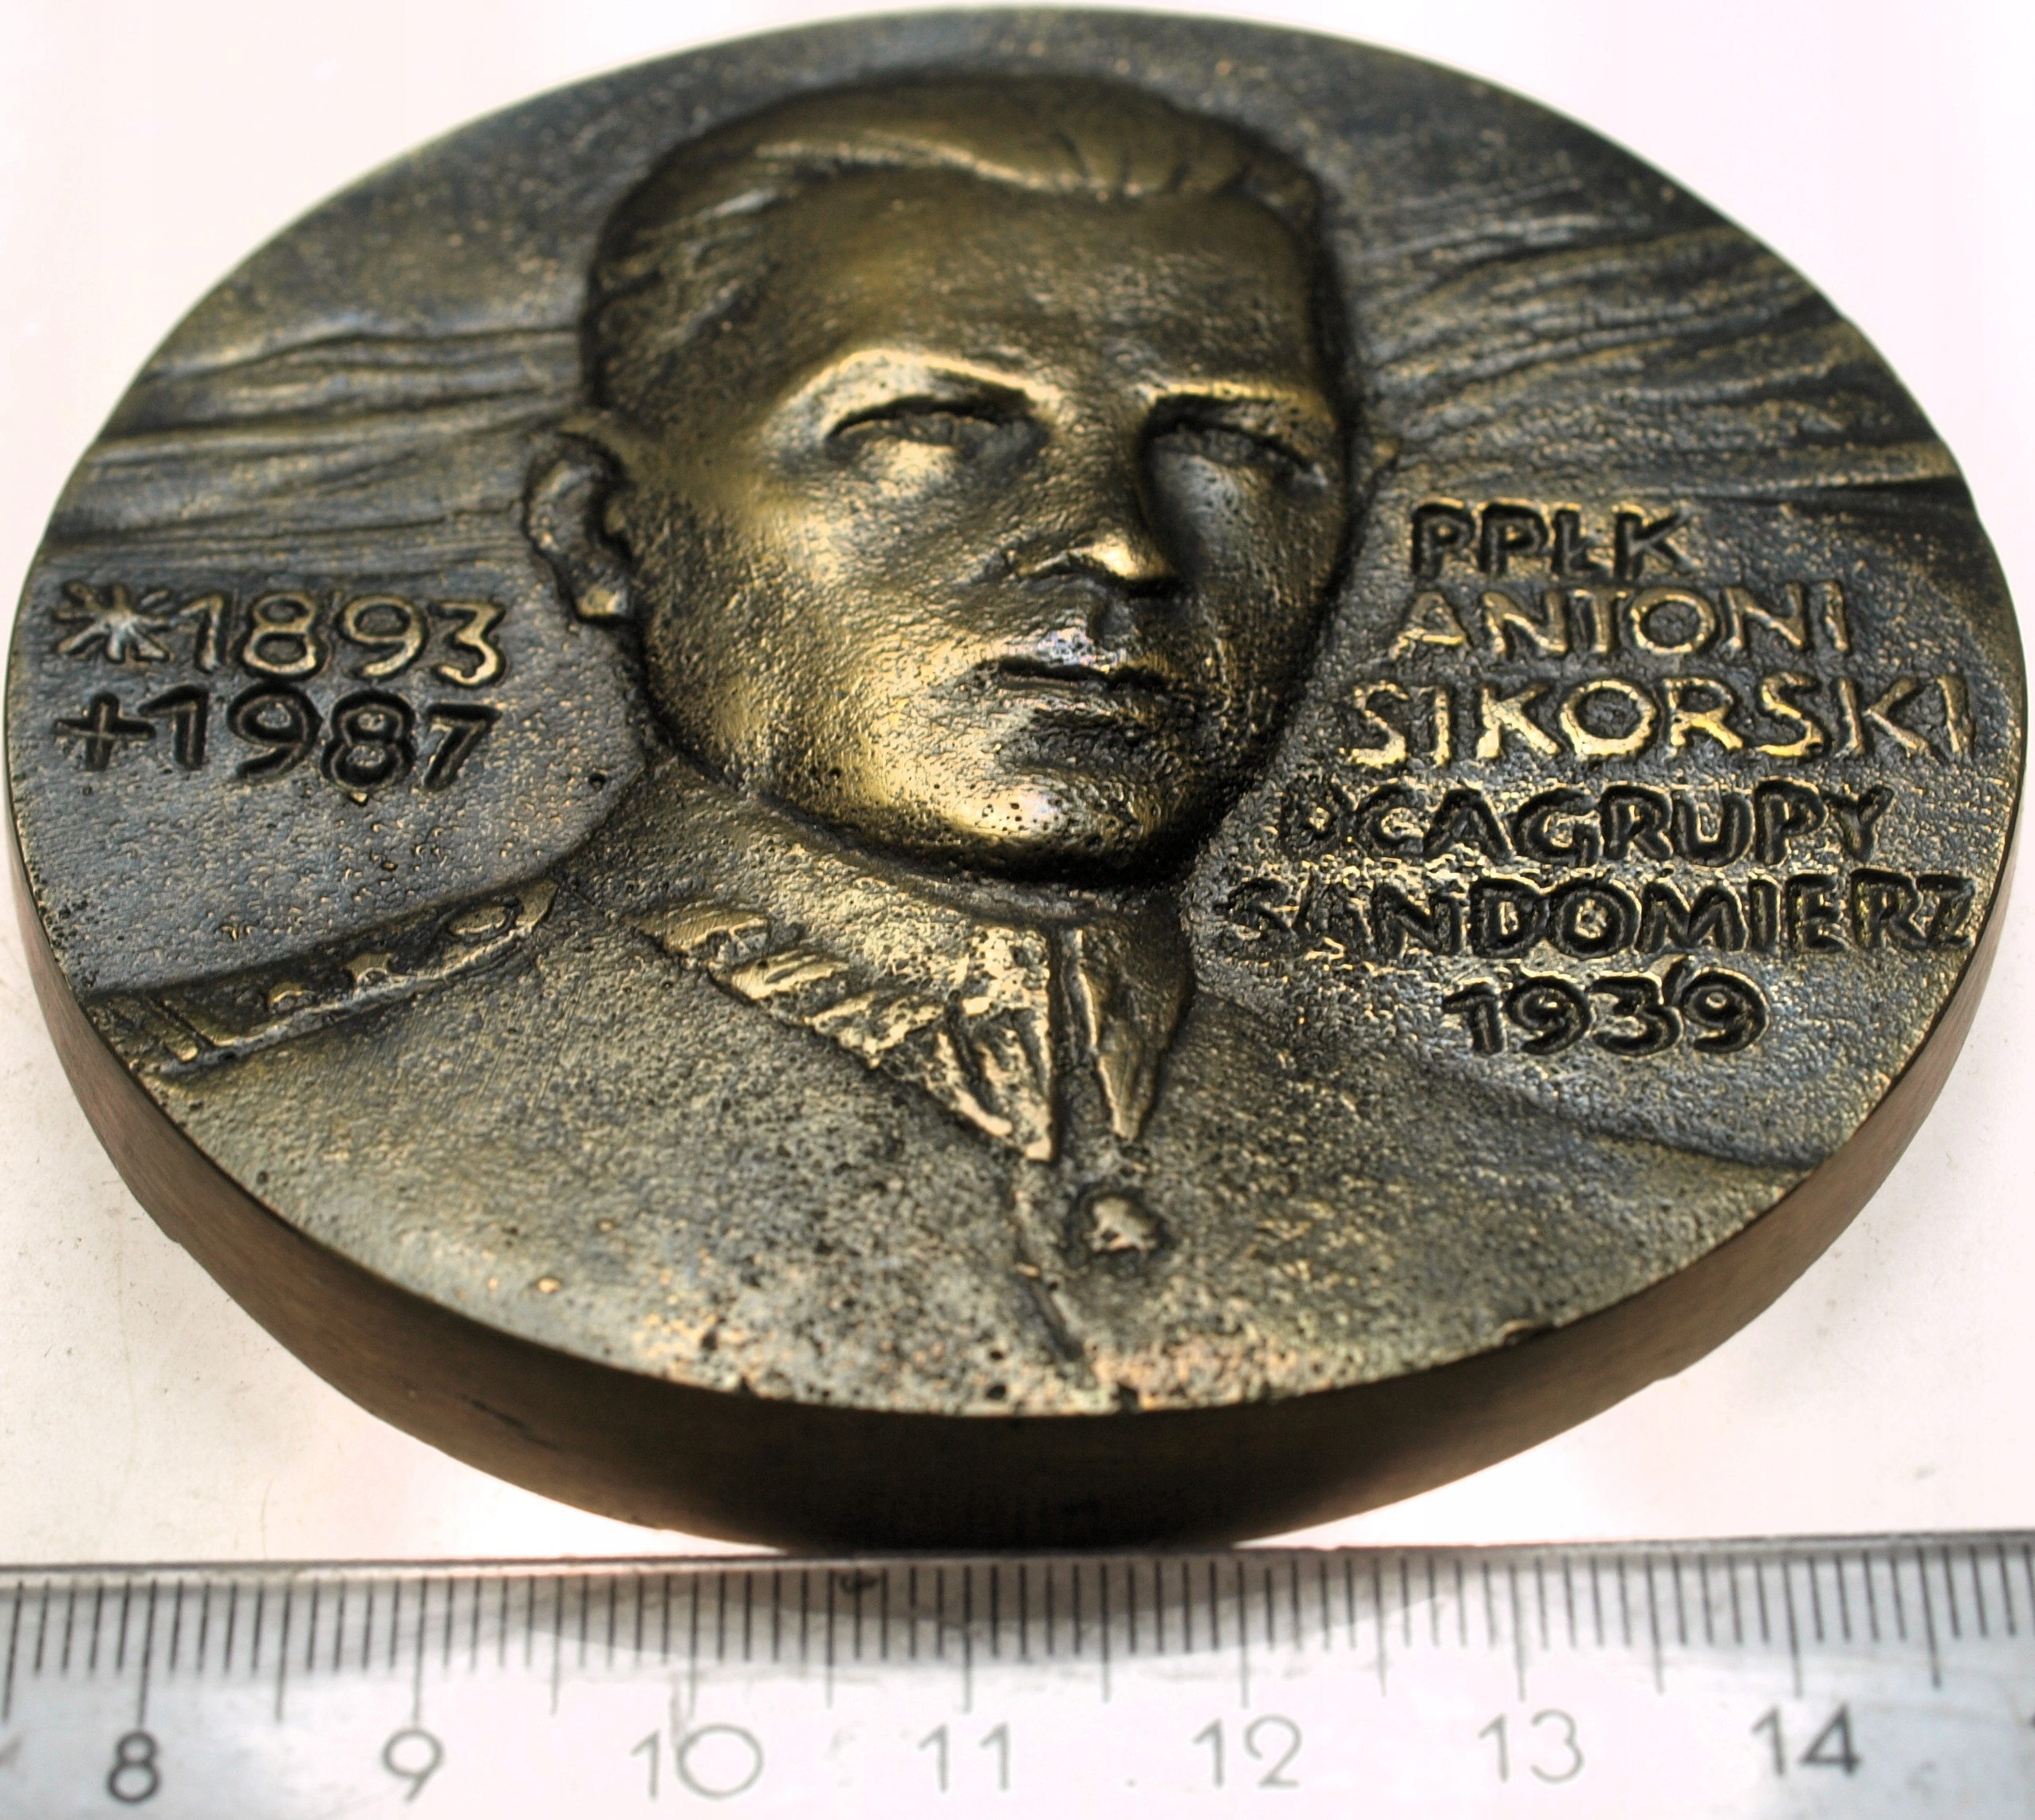 *1893
+1987
PPŁK
ANTONI
SIKORSKI
DCA GRUPY
SANDOMIERZ
1939
8 9 10 11 12 13 14